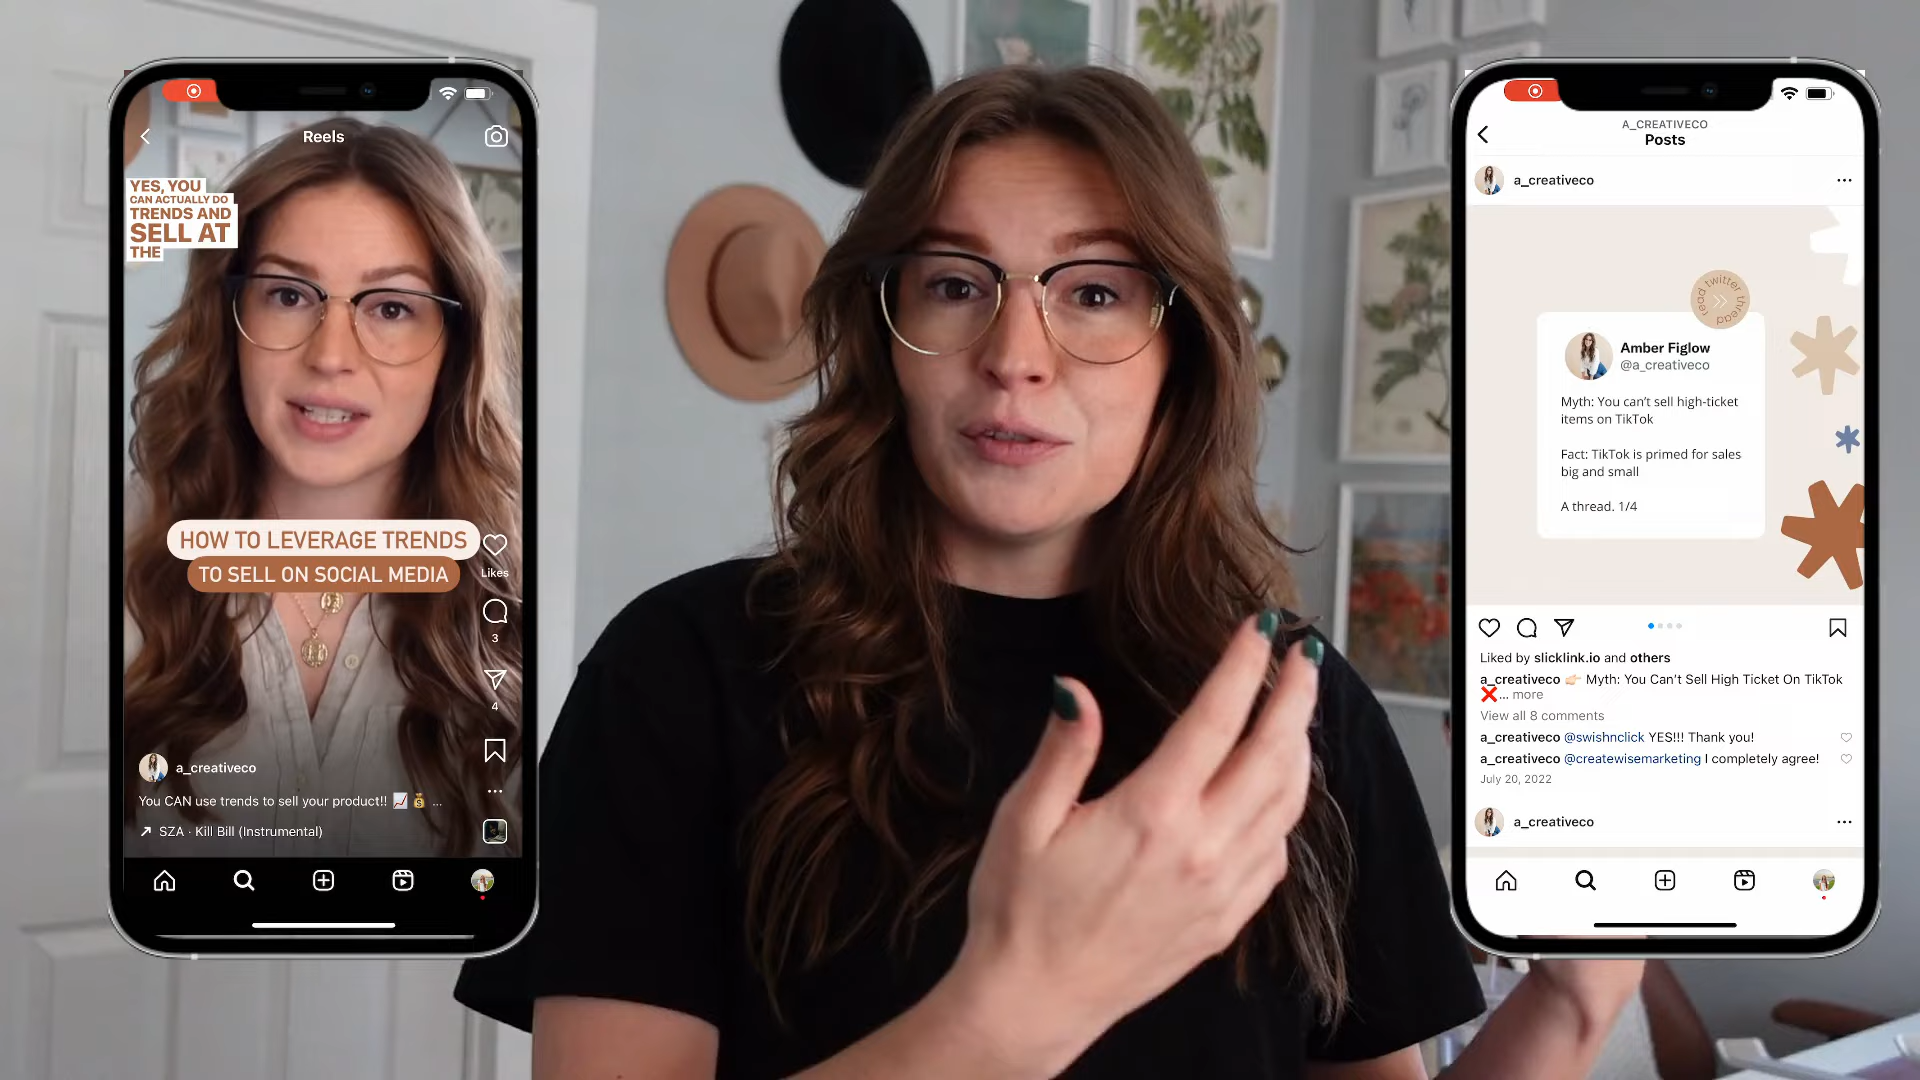 Reels
YES, YOU
CAN ACTUALLY DO
TRENDS AND
SELL AT
THE
HOW TO LEVERAGE TRENDS
TO SELL ON SOCIAL MEDIA
Likes
3
4
a_creativeco
You CAN use trends to sell your product!! 📈 💰 ...
SZA · Kill Bill (Instrumental)
A_CREATIVECO
Posts
a_creativeco
read twitter thread
Amber Figlow
@a_creativeco
Myth: You can't sell high-ticket
items on TikTok
Fact: TikTok is primed for sales
big and small
A thread. 1/4
Liked by slicklink.io and others
a_creativeco 👉🏻 Myth: You Can't Sell High Ticket On TikTok
❌... more
View all 8 comments
a_creativeco @swishnclick YES!!! Thank you!
a_creativeco @createwisemarketing I completely agree!
July 20, 2022
a_creativeco